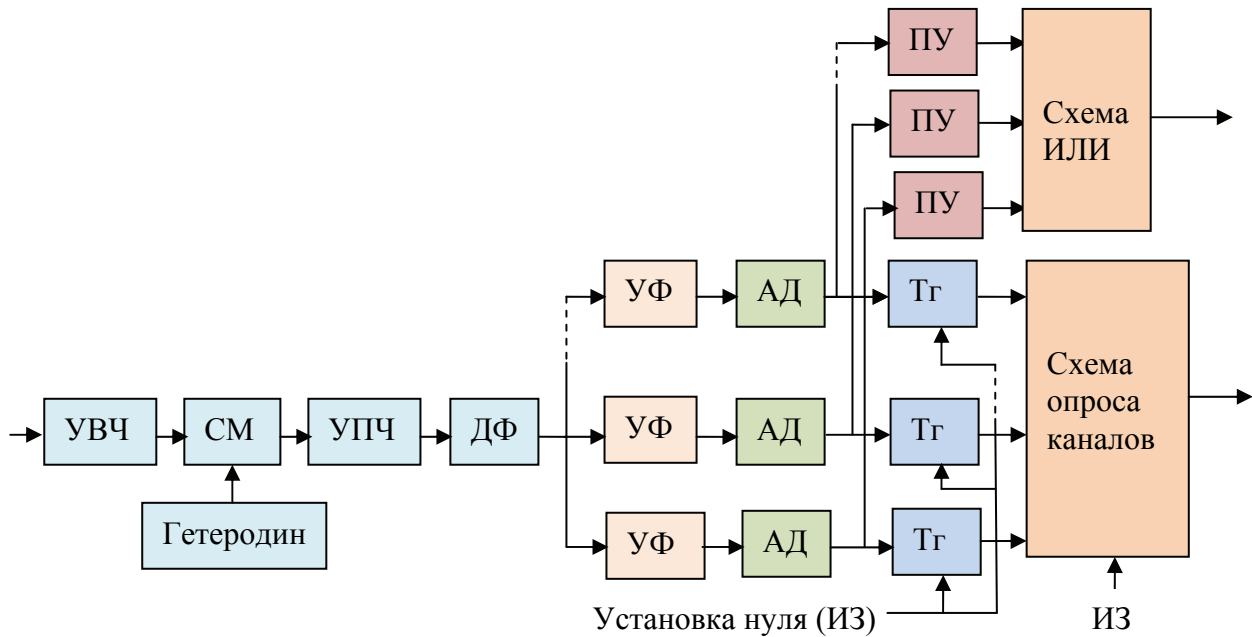 ПУ
ПУ
Схема
ИЛИ
ПУ
УФ
АД
Тг
УВЧ
СМ
УПЧ
ДФ
УФ
АД
Тг
Схема
опроса
каналов
Гетеродин
УФ
АД
Тг
Установка нуля (ИЗ)
ИЗ